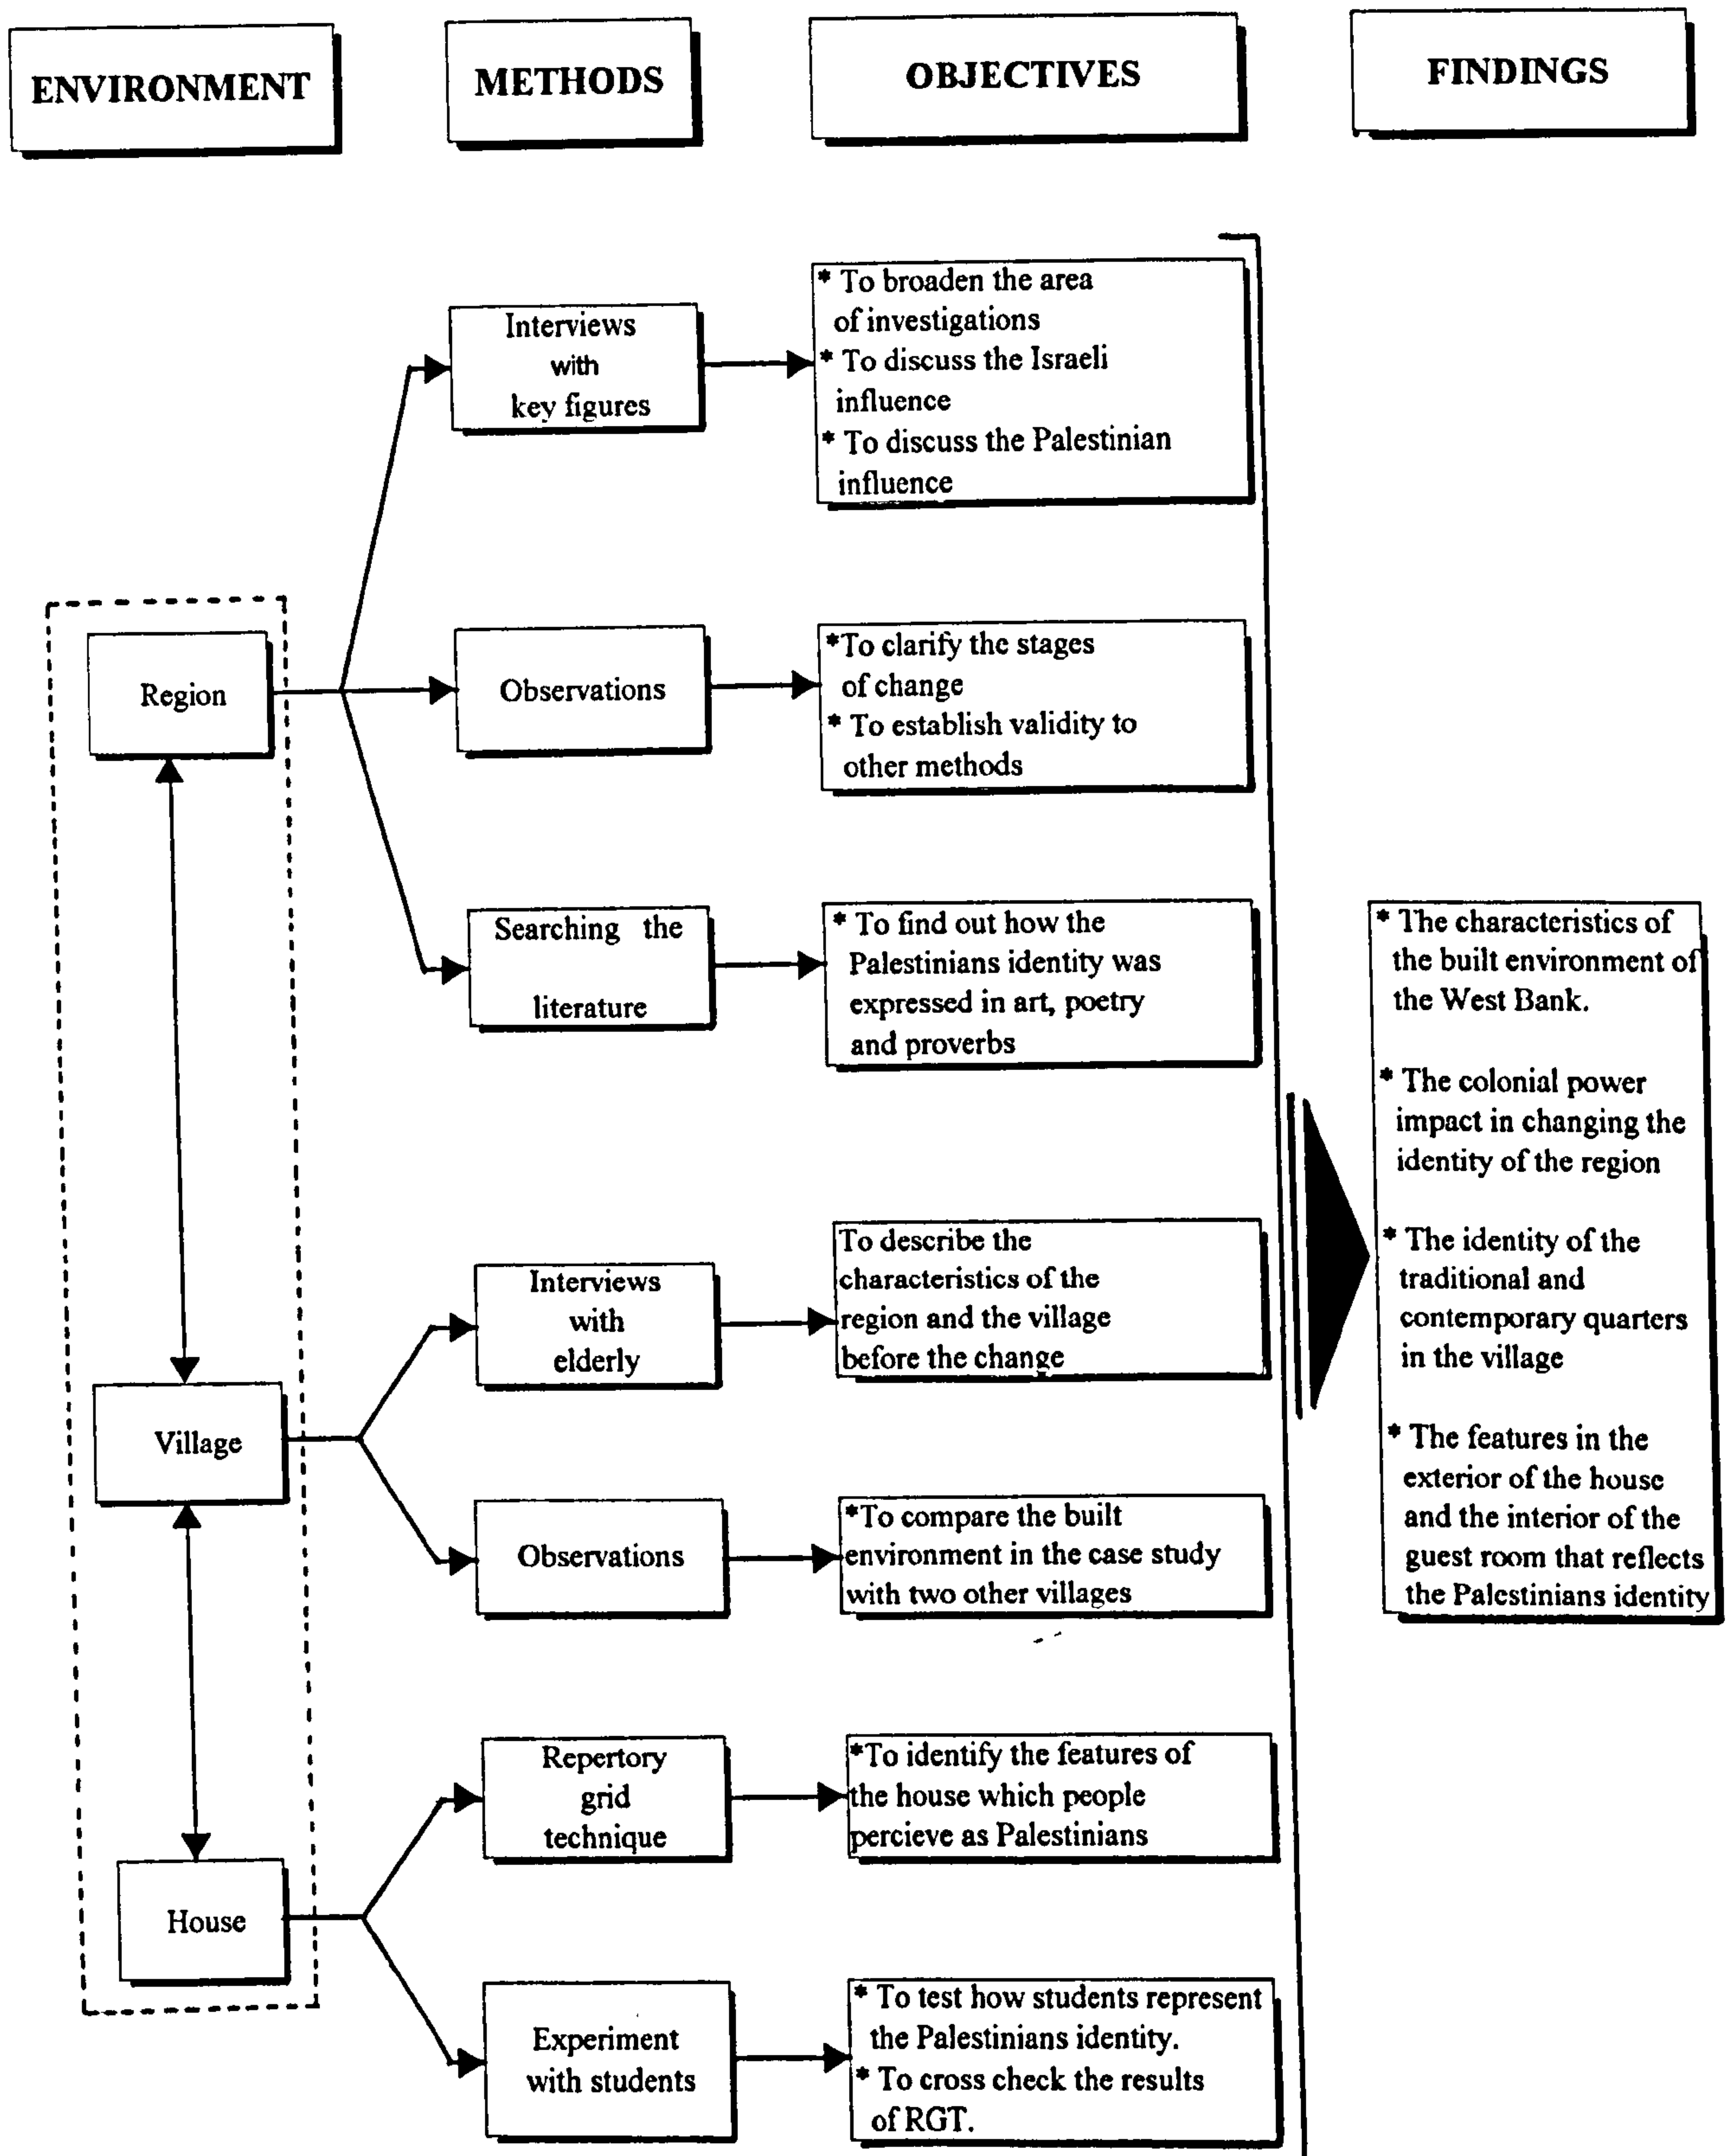 ENVIRONMENT
METHODS
OBJECTIVES
FINDINGS
Region
Interviews
with
key figures
* To broaden the area
of investigations
* To discuss the Israeli
influence
* To discuss the Palestinian
influence
Observations
*To clarify the stages
of change
* To establish validity to
other methods
Searching the
literature
* To find out how the
Palestinians identity was
expressed in art, poetry
and proverbs
Village
Interviews
with
elderly
To describe the
characteristics of the
region and the village
before the change
Observations
*To compare the built
environment in the case study
with two other villages
House
Repertory
grid
technique
*To identify the features of
the house which people
percieve as Palestinians
Experiment
with students
* To test how students represent
the Palestinians identity.
* To cross check the results
of RGT.
* The characteristics of
the built environment of
the West Bank.
* The colonial power
impact in changing the
identity of the region
* The identity of the
traditional and
contemporary quarters
in the village
* The features in the
exterior of the house
and the interior of the
guest room that reflects
the Palestinians identity